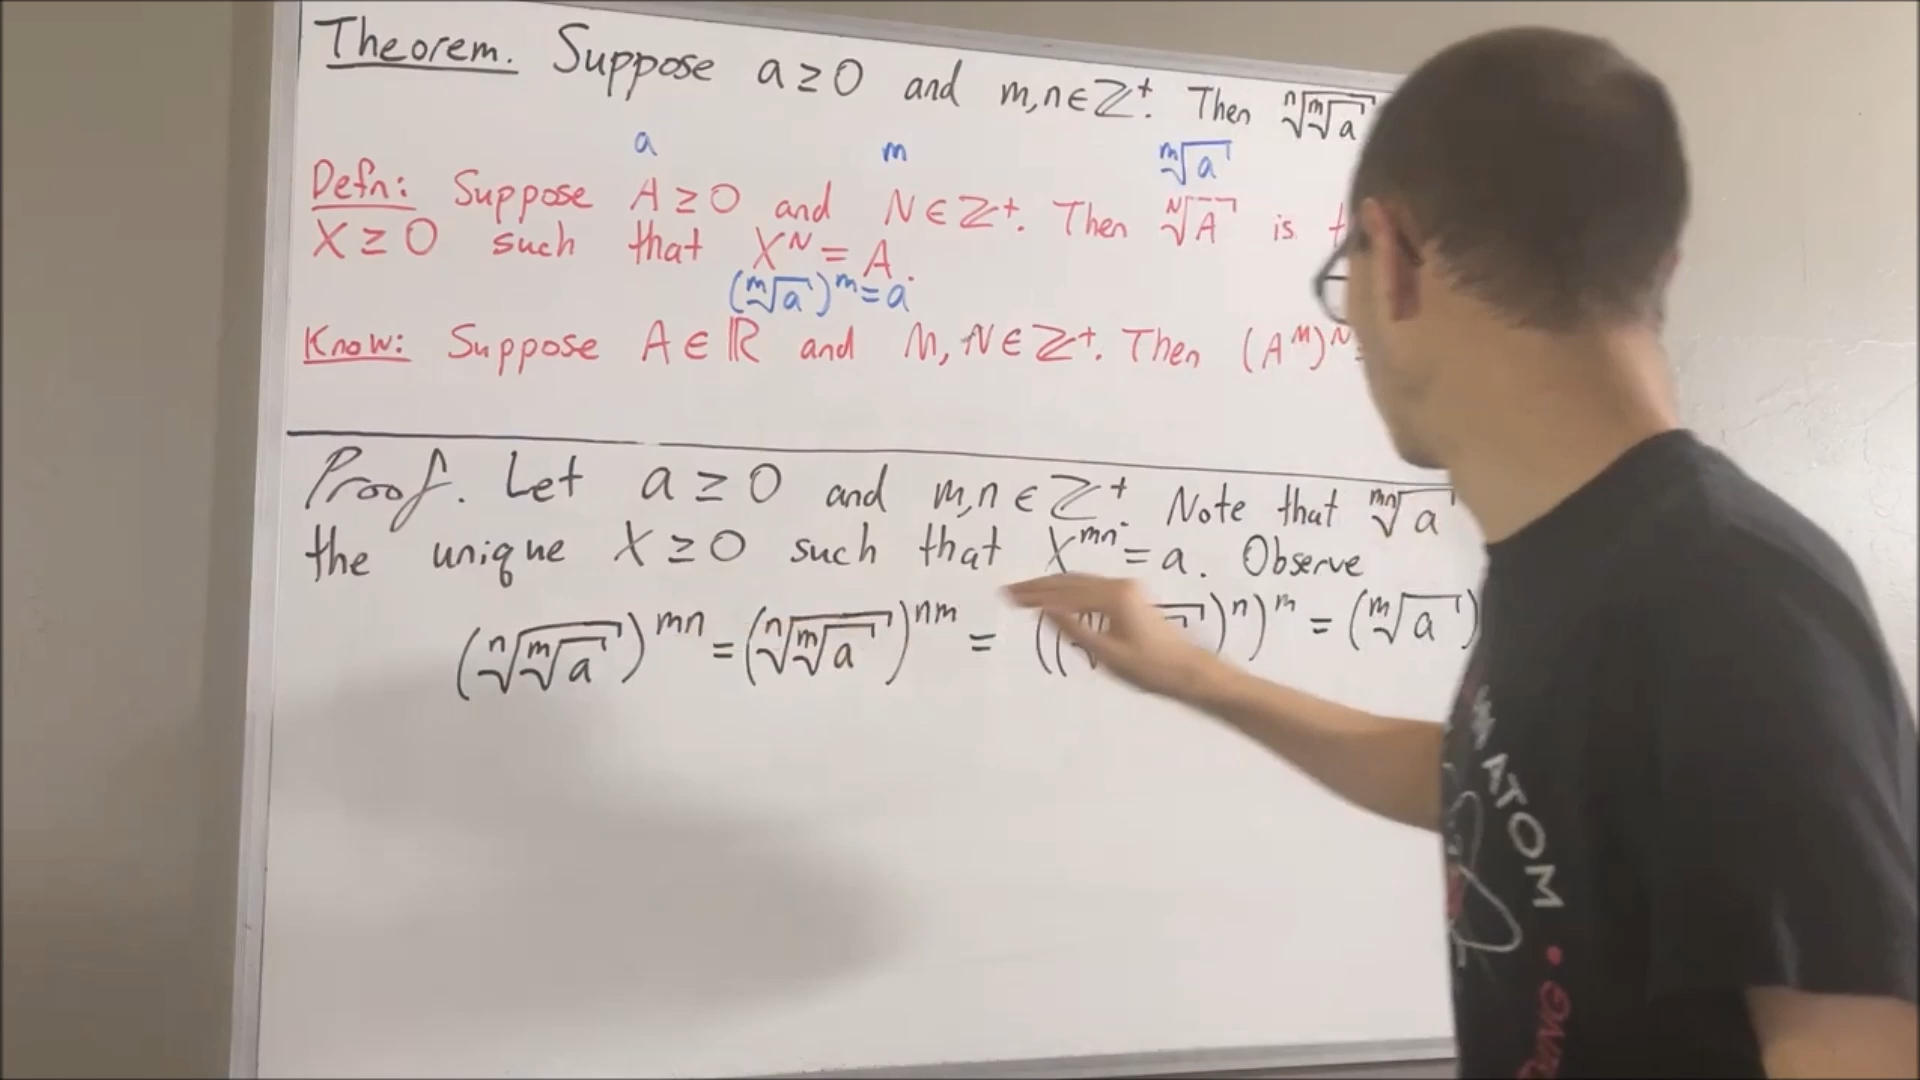 Theorem. Suppose a ≥ 0 and m,n ∈ ℤ⁺. Then ⁿ√(ᵐ√a)
a m ᵐ√a
Defn: Suppose A ≥ 0 and N ∈ ℤ⁺. Then ᴺ√A is
X ≥ 0 such that Xᴺ = A.
(ᵐ√a)ᵐ = a
Know: Suppose A ∈ ℝ and M, N ∈ ℤ⁺. Then (Aᴹ)ᴺ =
Proof. Let a ≥ 0 and m,n ∈ ℤ⁺. Note that ᵐⁿ√a
the unique X ≥ 0 such that Xᵐⁿ = a. Observe
(ⁿ√(ᵐ√a))ᵐⁿ = (ⁿ√(ᵐ√a))ⁿᵐ = (( )ⁿ)ᵐ = (ᵐ√a)
ATOM